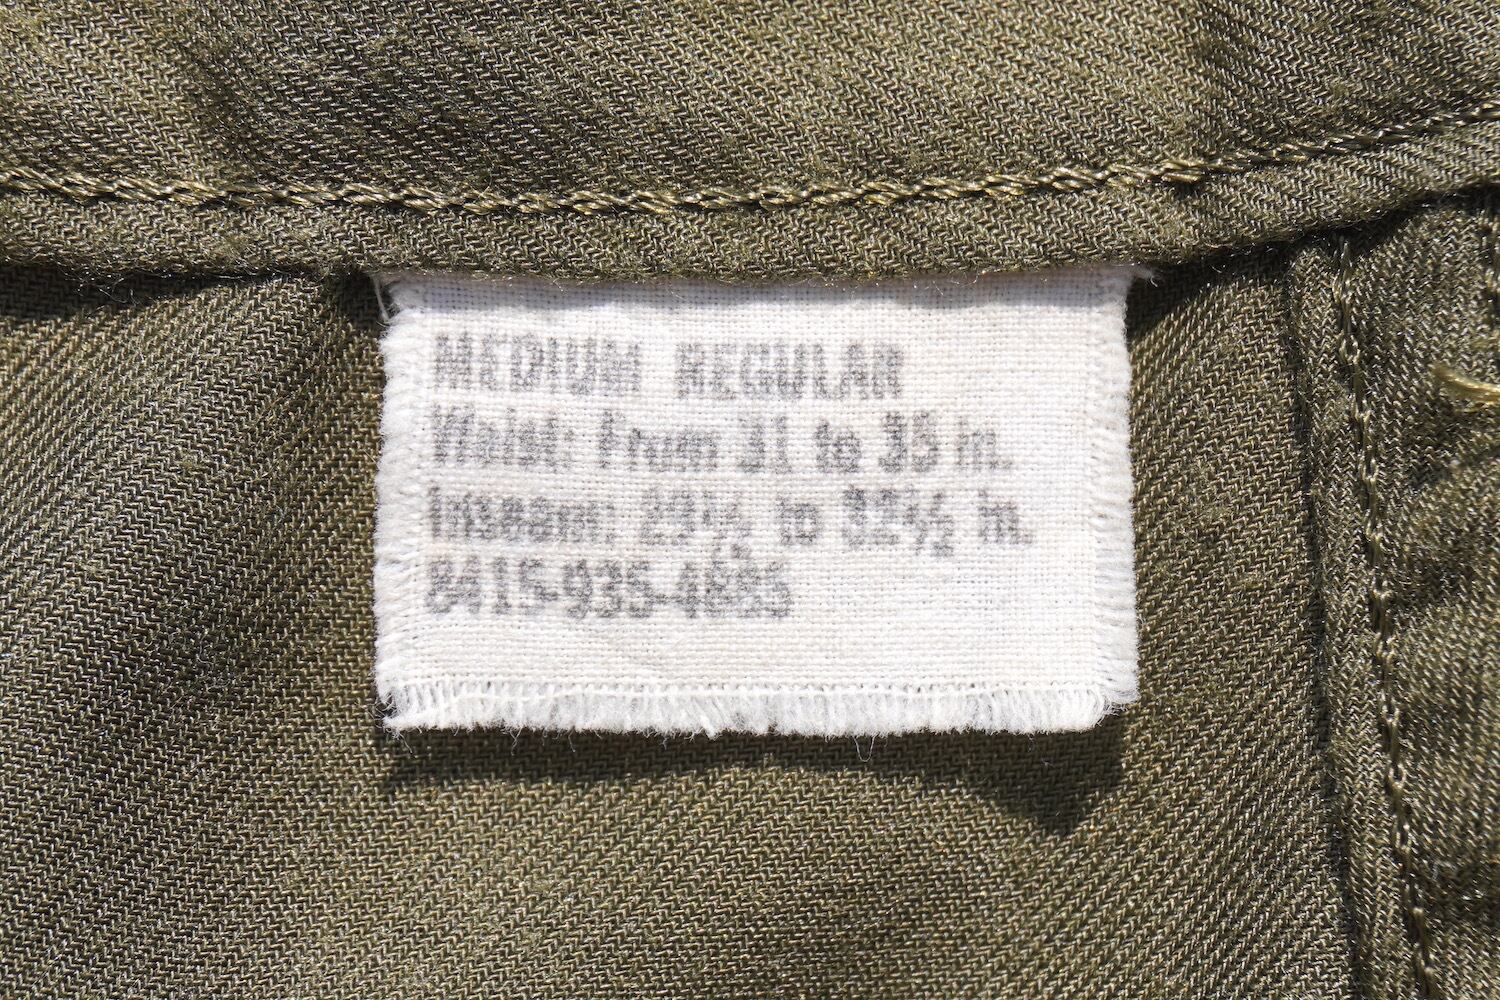 MEDIUM REGULAR
Waist: From 31 to 35 in.
Inseam: 29½ to 32½ in.
8415-935-4885